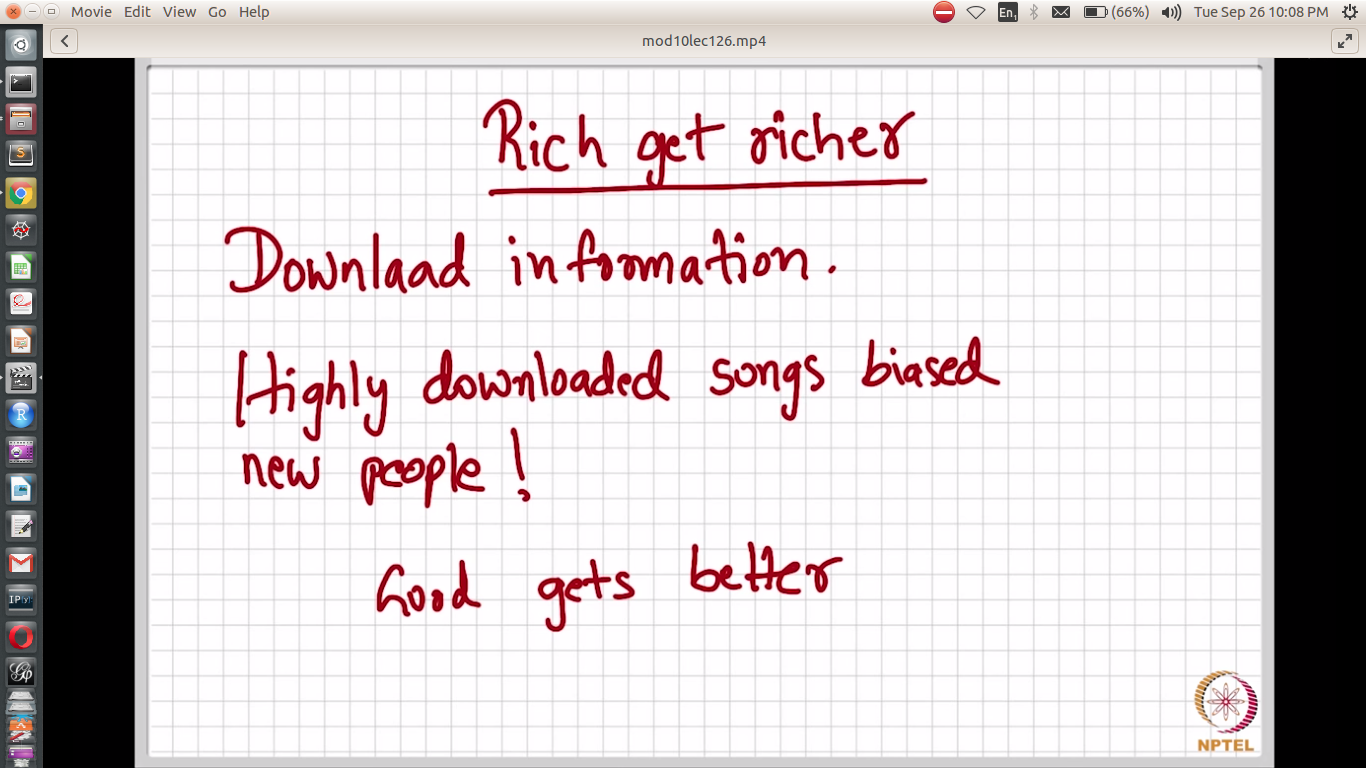 Movie Edit View Go Help En1 (66%) Tue Sep 26 10:08 PM
mod10lec126.mp4
Rich get richer
Downlaad information.
Highly downloaded songs biased
new people!
Good gets better
NPTEL